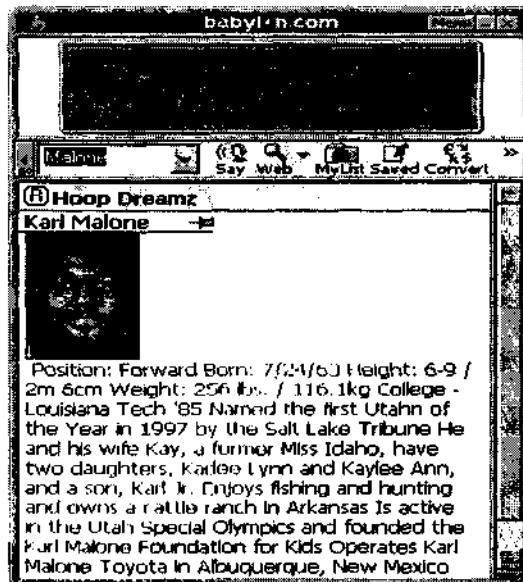 babyl•n.com
Malone
Say Web MyList Saved Convert »
Hoop Dreamz
Karl Malone
Position: Forward Born: 7/24/63 Height: 6-9 /
2m 6cm Weight: 256 lbs. / 116.1kg College -
Louisiana Tech '85 Named the first Utahn of
the Year in 1997 by the Salt Lake Tribune He
and his wife Kay, a former Miss Idaho, have
two daughters, Kadee Lynn and Kaylee Ann,
and a son, Karl Jr. Enjoys fishing and hunting
and owns a cattle ranch in Arkansas Is active
in the Utah Special Olympics and founded the
Karl Malone Foundation for Kids Operates Karl
Malone Toyota in Albuquerque, New Mexico